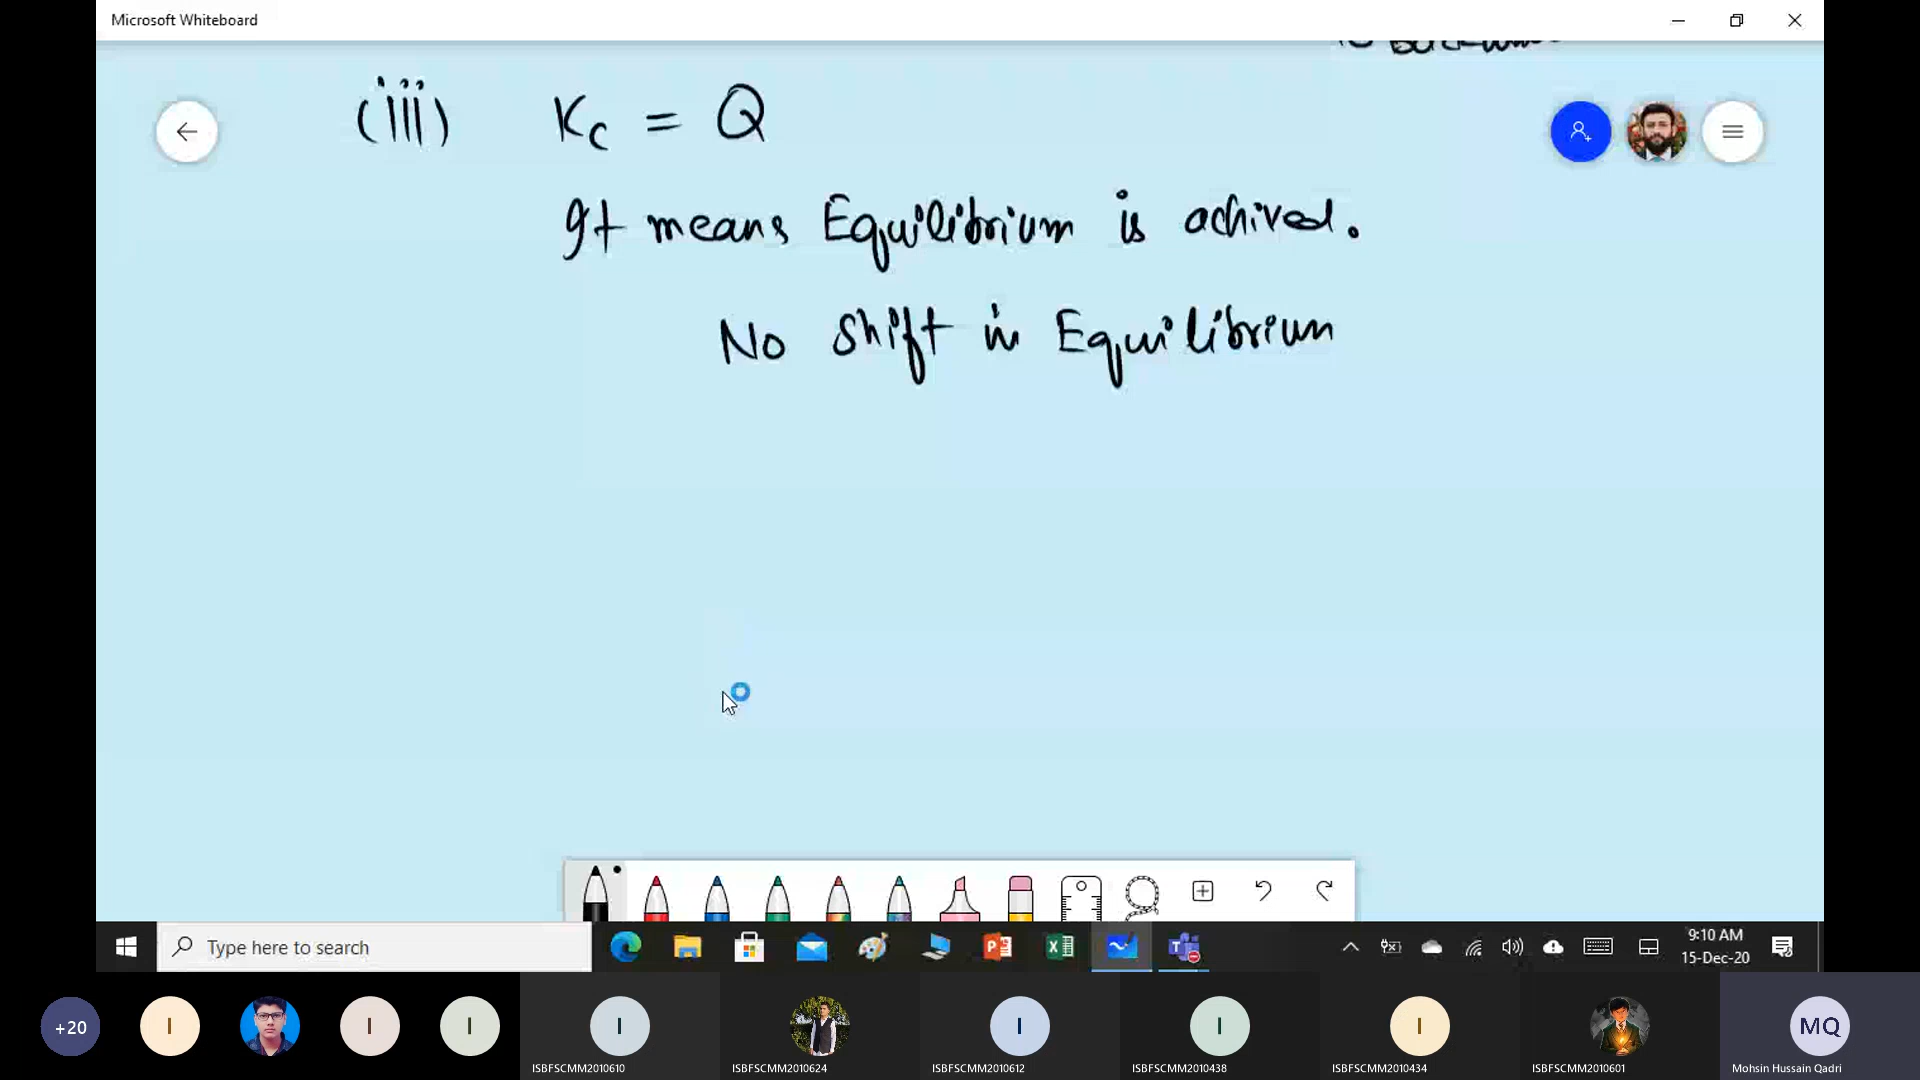 Microsoft Whiteboard
(iii) Kc = Q
It means Equilibrium is achived.
No shift in Equilibrium
Type here to search
9:10 AM
15-Dec-20
+20
I
I
I
I
I
I
I
MQ
ISBFSCMM2010610
ISBFSCMM2010624
ISBFSCMM2010612
ISBFSCMM2010438
ISBFSCMM2010434
ISBFSCMM2010601
Mohsin Hussain Qadri